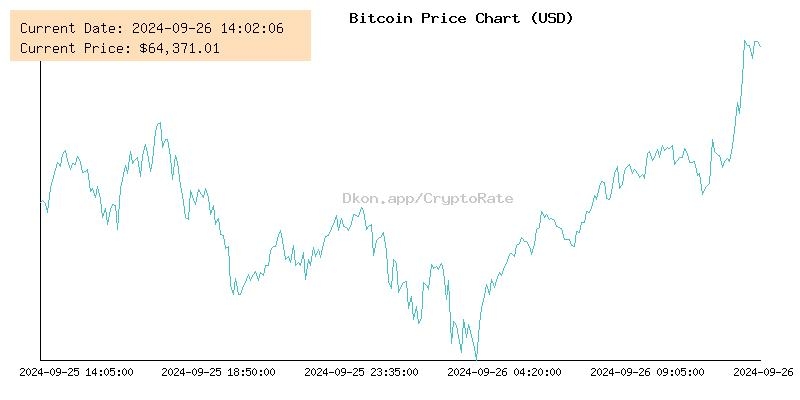 Bitcoin Price Chart (USD)
Current Date: 2024-09-26 14:02:06
Current Price: $64,371.01
Dkon.app/CryptoRate
2024-09-25 14:05:00 2024-09-25 18:50:00 2024-09-25 23:35:00 2024-09-26 04:20:00 2024-09-26 09:05:00 2024-09-26